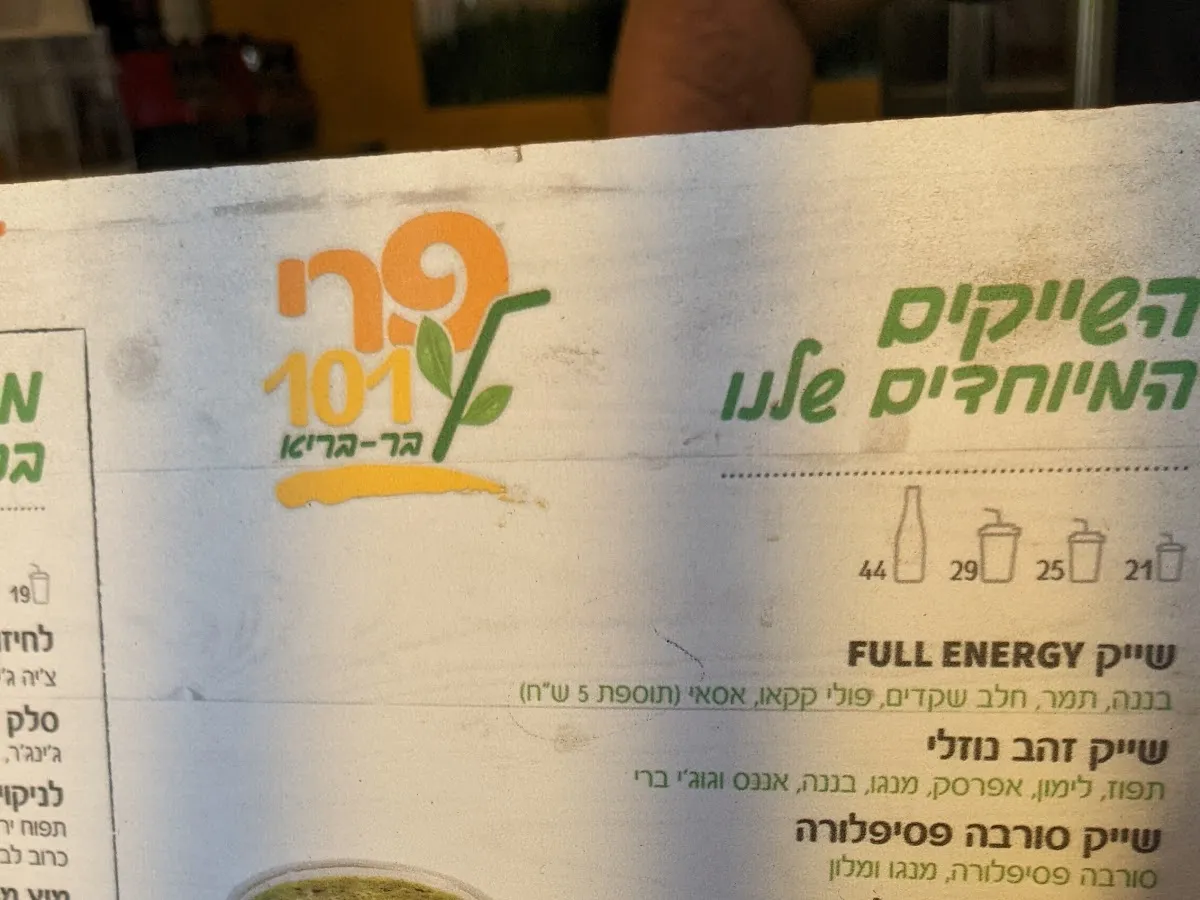 השייקים
המיוחדים שלנו
21 25 29 44
שייק FULL ENERGY
בננה, תמר, חלב שקדים, פולי קקאו, אסאי (תוספת 5 ש"ח)
שייק זהב נוזלי
תפוז, לימון, אפרסק, מנגו, בננה, אננס וגוג'י ברי
שייק סורבה פסיפלורה
סורבה פסיפלורה, מנגו ומלון
פרי
101
בר-בריא
19
סלק
ג'ינג'ר,